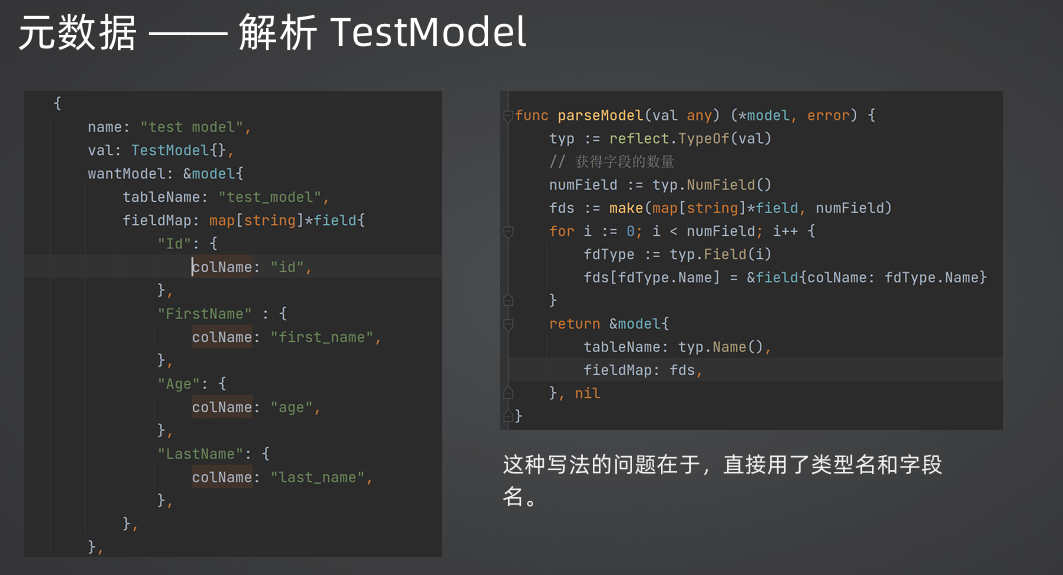 元数据 —— 解析 TestModel
{
name: "test model",
val: TestModel{},
wantModel: &model{
tableName: "test_model",
fieldMap: map[string]*field{
"Id": {
colName: "id",
},
"FirstName" : {
colName: "first_name",
},
"Age": {
colName: "age",
},
"LastName": {
colName: "last_name",
},
},
},
func parseModel(val any) (*model, error) {
typ := reflect.TypeOf(val)
// 获得字段的数量
numField := typ.NumField()
fds := make(map[string]*field, numField)
for i := 0; i < numField; i++ {
fdType := typ.Field(i)
fds[fdType.Name] = &field{colName: fdType.Name}
}
return &model{
tableName: typ.Name(),
fieldMap: fds,
}, nil
}
这种写法的问题在于，直接用了类型名和字段
名。